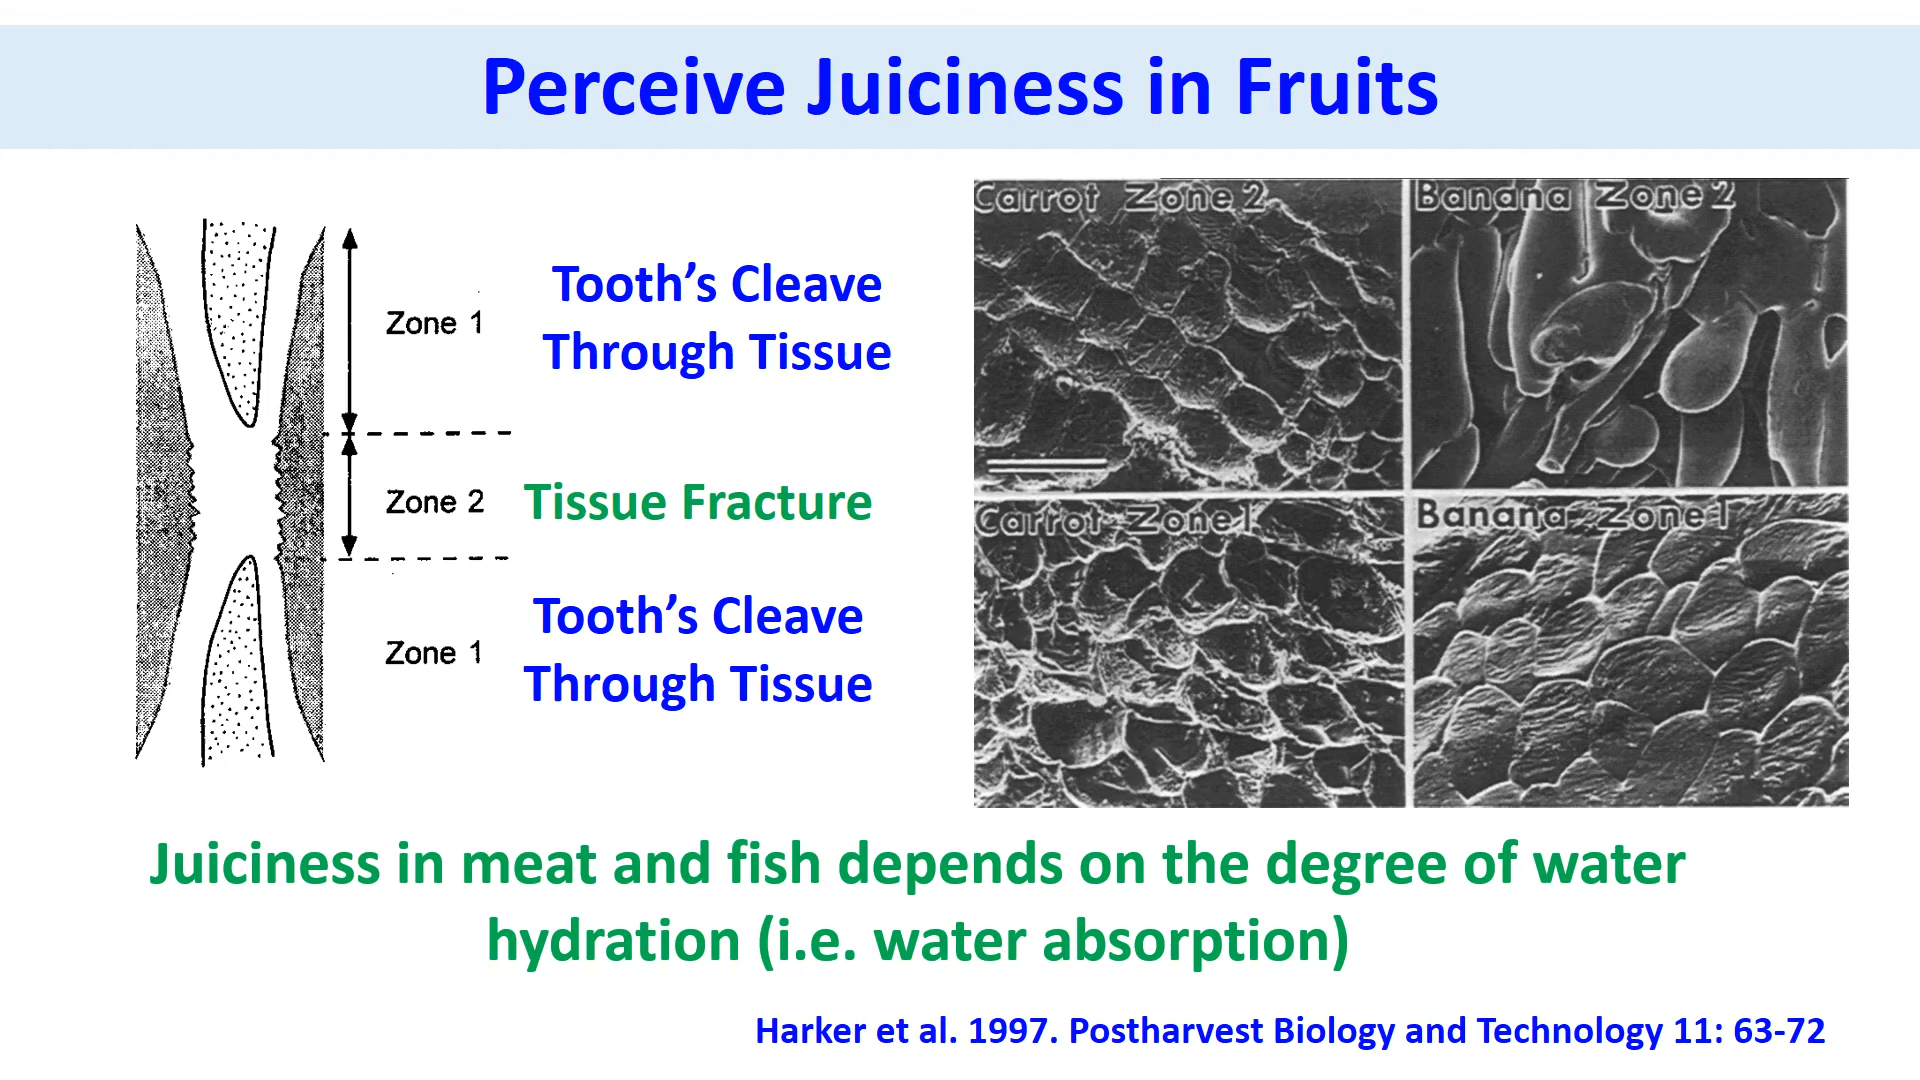 Perceive Juiciness in Fruits
Zone 1
Tooth’s Cleave
Through Tissue
Zone 2
Tissue Fracture
Zone 1
Tooth’s Cleave
Through Tissue
Carrot Zone 2
Banana Zone 2
Carrot Zone 1
Banana Zone 1
Juiciness in meat and fish depends on the degree of water
hydration (i.e. water absorption)
Harker et al. 1997. Postharvest Biology and Technology 11: 63-72